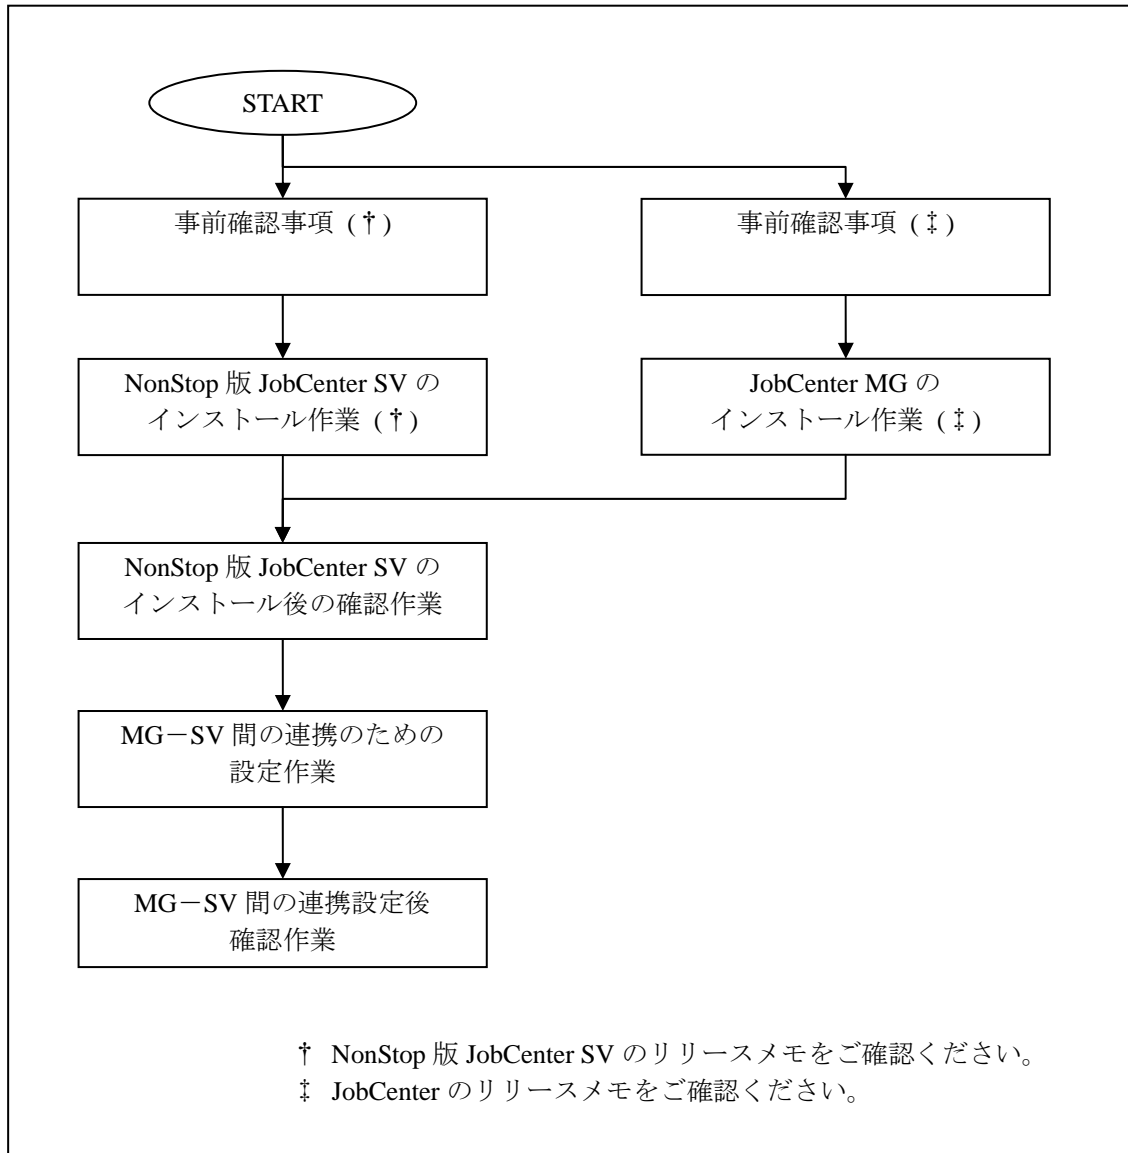 START
事前確認事項 (†)
事前確認事項 (‡)
NonStop 版 JobCenter SV の
インストール作業 (†)
JobCenter MG の
インストール作業 (‡)
NonStop 版 JobCenter SV の
インストール後の確認作業
MG－SV 間の連携のための
設定作業
MG－SV 間の連携設定後
確認作業
† NonStop 版 JobCenter SV のリリースメモをご確認ください。
‡ JobCenter のリリースメモをご確認ください。